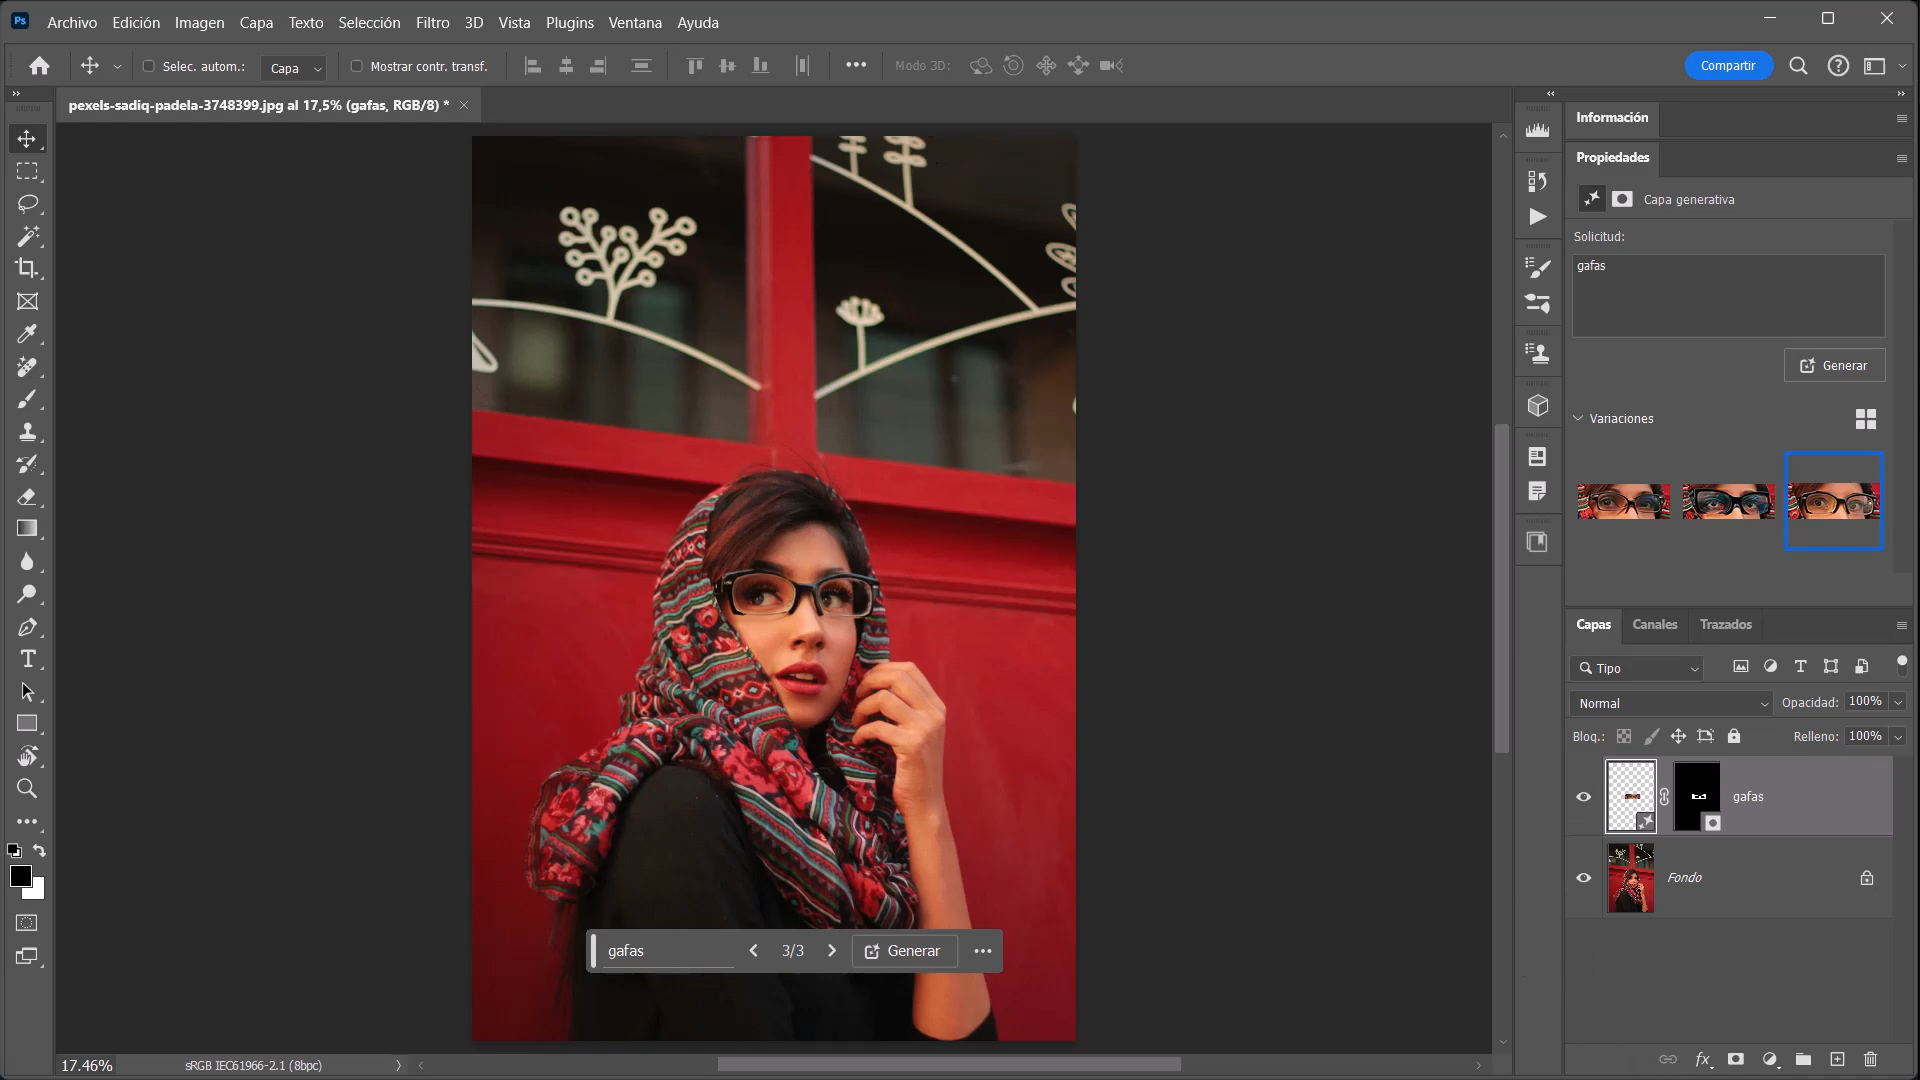 Ps Archivo Edición Imagen Capa Texto Selección Filtro 3D Vista Plugins Ventana Ayuda
Selec. autom.: Capa Mostrar contr. transf. Modo 3D: Compartir
pexels-sadiq-padela-3748399.jpg al 17,5% (gafas, RGB/8) *
Información
Propiedades
Capa generativa
Solicitud:
gafas
Generar
Variaciones
Capas Canales Trazados
Tipo
Normal Opacidad: 100%
Bloq.: Relleno: 100%
gafas
Fondo
gafas 3/3 Generar
17.46% sRGB IEC61966-2.1 (8bpc)